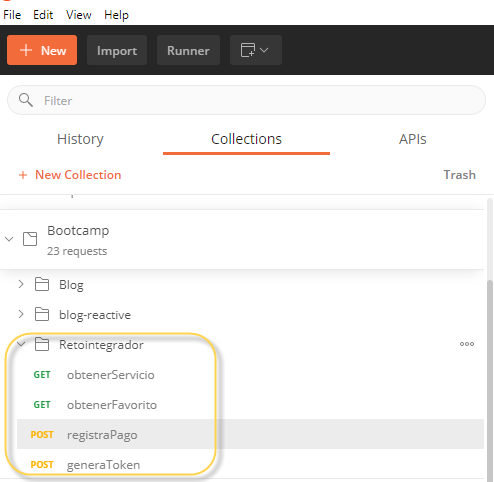 File Edit View Help
+ New Import Runner
Filter
History Collections APIs
+ New Collection Trash
Bootcamp
23 requests
Blog
blog-reactive
Retointegrador
GET obtenerServicio
GET obtenerFavorito
POST registraPago
POST generaToken